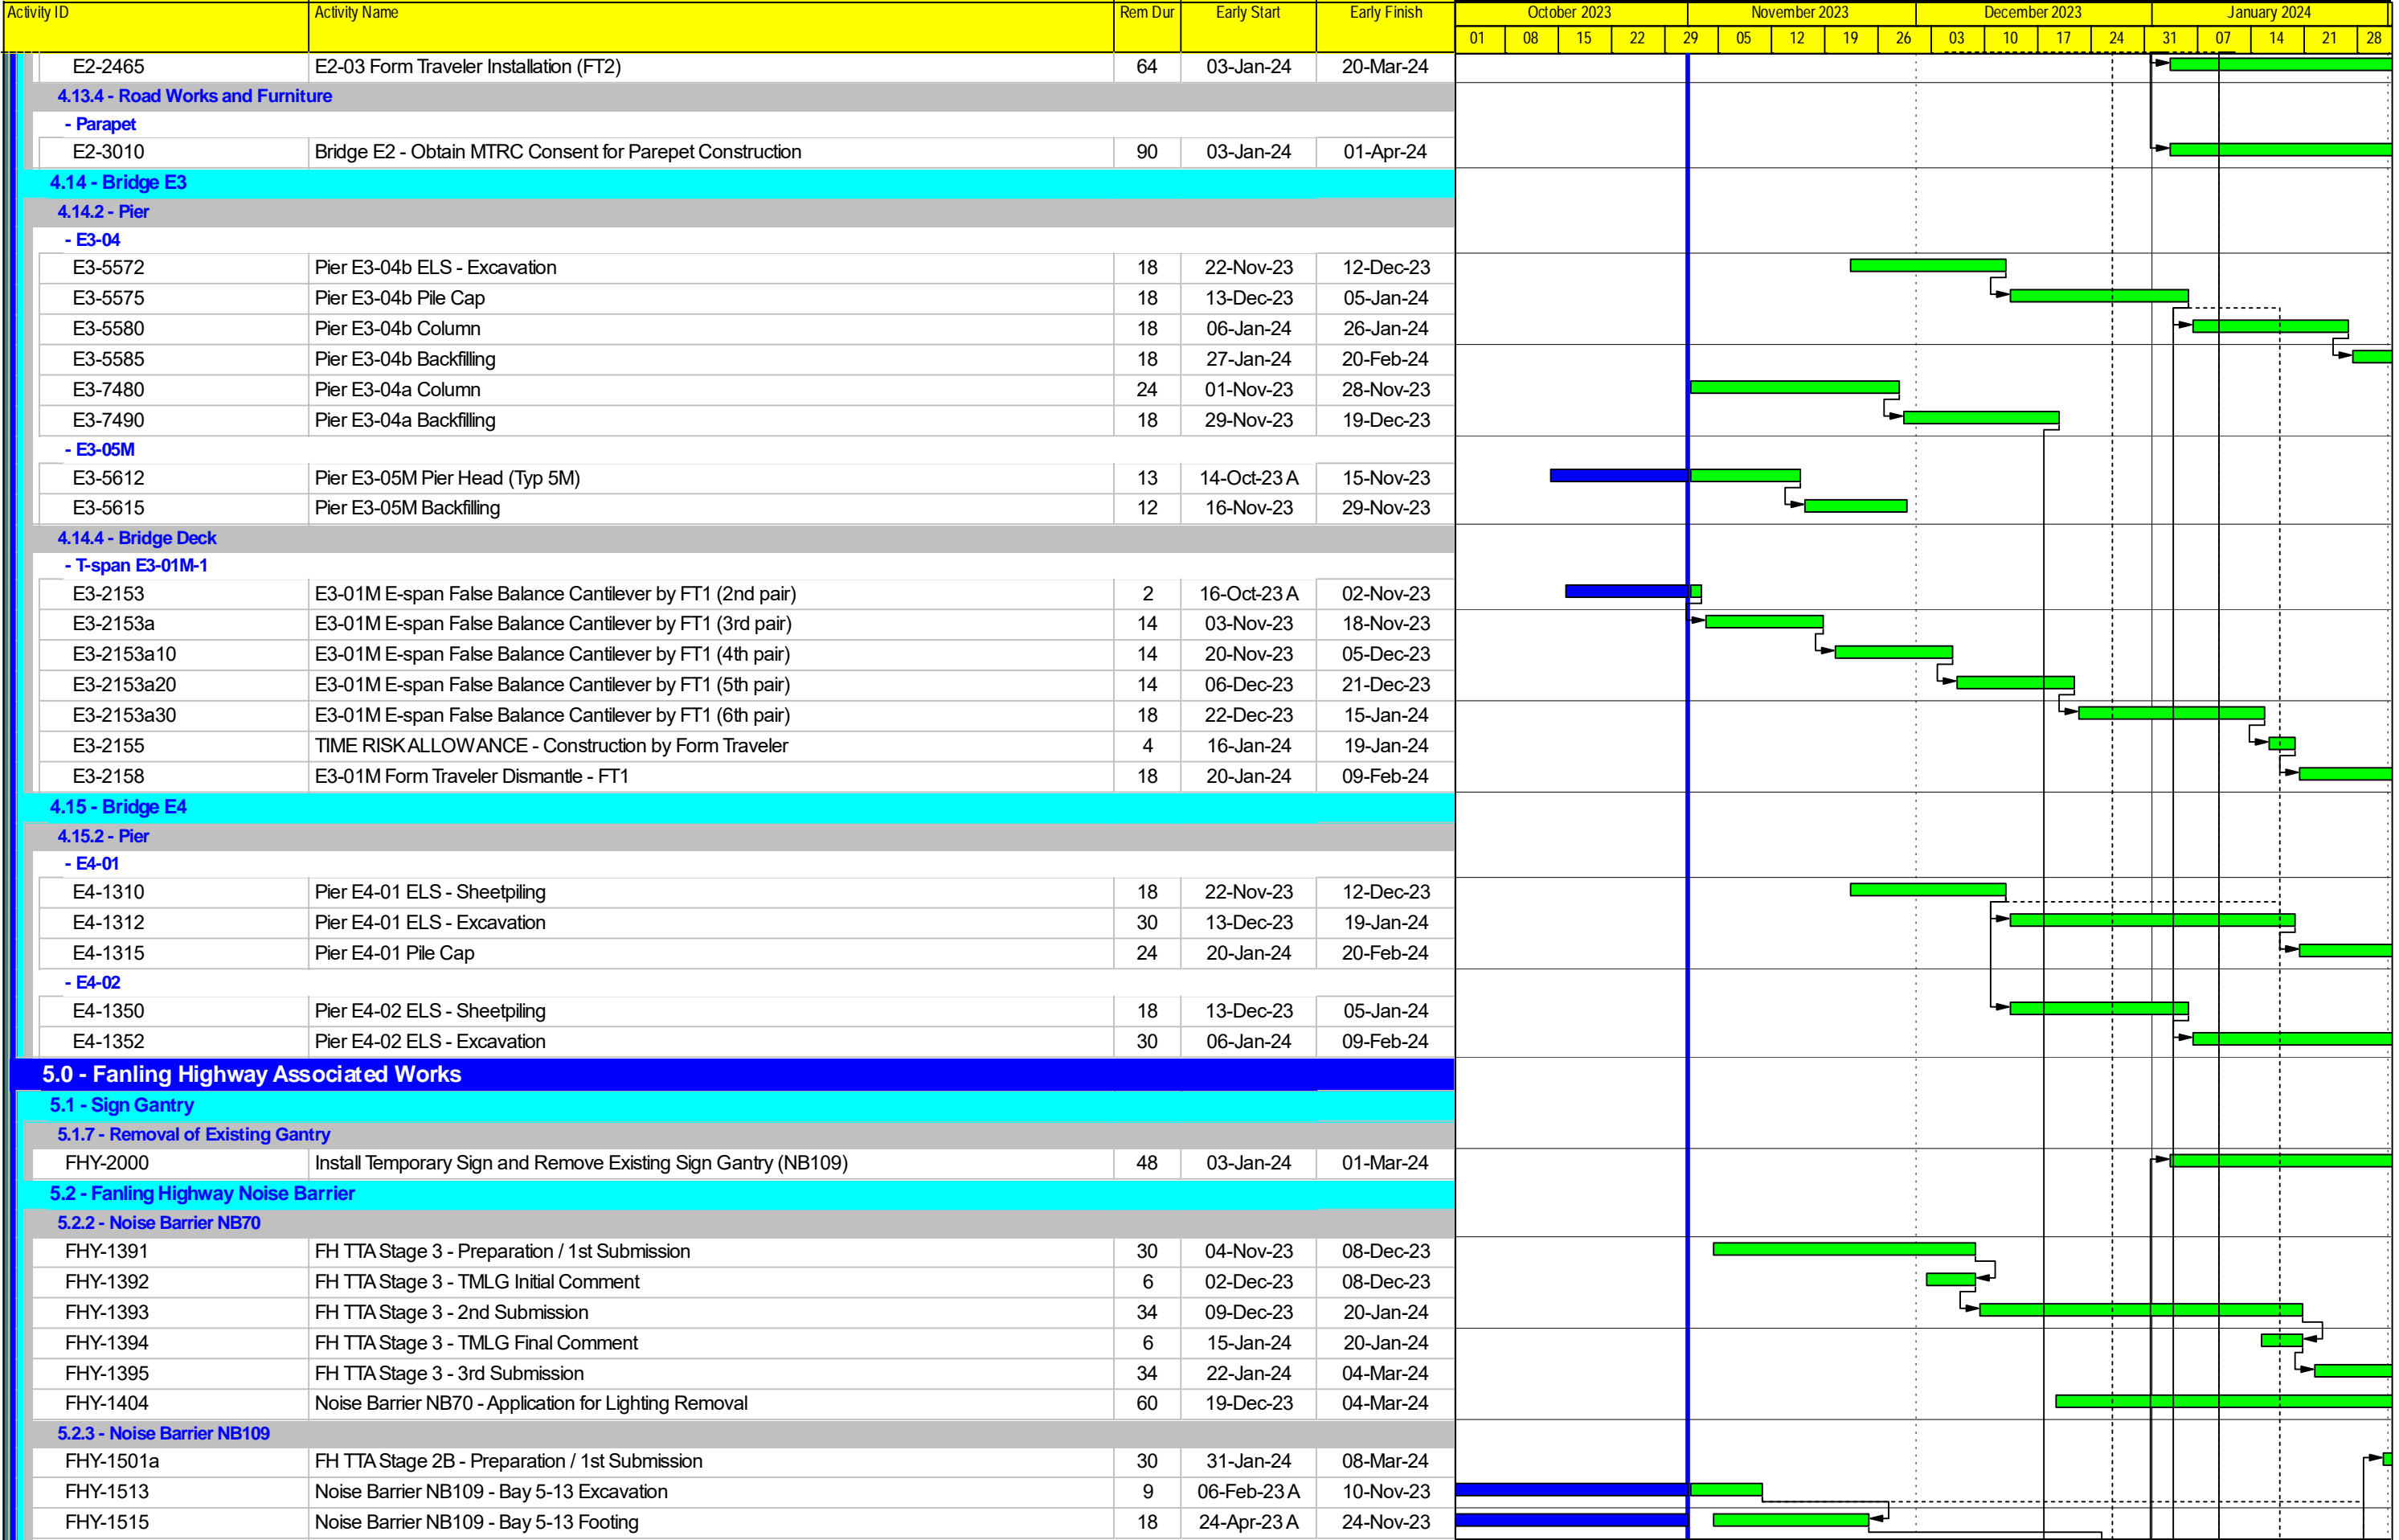 Activity ID Activity Name Rem Dur Early Start Early Finish October 2023 November 2023 December 2023 January 2024
01 08 15 22 29 05 12 19 26 03 10 17 24 31 07 14 21 28
E2-2465 E2-03 Form Traveler Installation (FT2) 64 03-Jan-24 20-Mar-24
4.13.4 - Road Works and Furniture
- Parapet
E2-3010 Bridge E2 - Obtain MTRC Consent for Parepet Construction 90 03-Jan-24 01-Apr-24
4.14 - Bridge E3
4.14.2 - Pier
- E3-04
E3-5572 Pier E3-04b ELS - Excavation 18 22-Nov-23 12-Dec-23
E3-5575 Pier E3-04b Pile Cap 18 13-Dec-23 05-Jan-24
E3-5580 Pier E3-04b Column 18 06-Jan-24 26-Jan-24
E3-5585 Pier E3-04b Backfilling 18 27-Jan-24 20-Feb-24
E3-7480 Pier E3-04a Column 24 01-Nov-23 28-Nov-23
E3-7490 Pier E3-04a Backfilling 18 29-Nov-23 19-Dec-23
- E3-05M
E3-5612 Pier E3-05M Pier Head (Typ 5M) 13 14-Oct-23 A 15-Nov-23
E3-5615 Pier E3-05M Backfilling 12 16-Nov-23 29-Nov-23
4.14.4 - Bridge Deck
- T-span E3-01M-1
E3-2153 E3-01M E-span False Balance Cantilever by FT1 (2nd pair) 2 16-Oct-23 A 02-Nov-23
E3-2153a E3-01M E-span False Balance Cantilever by FT1 (3rd pair) 14 03-Nov-23 18-Nov-23
E3-2153a10 E3-01M E-span False Balance Cantilever by FT1 (4th pair) 14 20-Nov-23 05-Dec-23
E3-2153a20 E3-01M E-span False Balance Cantilever by FT1 (5th pair) 14 06-Dec-23 21-Dec-23
E3-2153a30 E3-01M E-span False Balance Cantilever by FT1 (6th pair) 18 22-Dec-23 15-Jan-24
E3-2155 TIME RISK ALLOWANCE - Construction by Form Traveler 4 16-Jan-24 19-Jan-24
E3-2158 E3-01M Form Traveler Dismantle - FT1 18 20-Jan-24 09-Feb-24
4.15 - Bridge E4
4.15.2 - Pier
- E4-01
E4-1310 Pier E4-01 ELS - Sheetpiling 18 22-Nov-23 12-Dec-23
E4-1312 Pier E4-01 ELS - Excavation 30 13-Dec-23 19-Jan-24
E4-1315 Pier E4-01 Pile Cap 24 20-Jan-24 20-Feb-24
- E4-02
E4-1350 Pier E4-02 ELS - Sheetpiling 18 13-Dec-23 05-Jan-24
E4-1352 Pier E4-02 ELS - Excavation 30 06-Jan-24 09-Feb-24
5.0 - Fanling Highway Associated Works
5.1 - Sign Gantry
5.1.7 - Removal of Existing Gantry
FHY-2000 Install Temporary Sign and Remove Existing Sign Gantry (NB109) 48 03-Jan-24 01-Mar-24
5.2 - Fanling Highway Noise Barrier
5.2.2 - Noise Barrier NB70
FHY-1391 FH TTA Stage 3 - Preparation / 1st Submission 30 04-Nov-23 08-Dec-23
FHY-1392 FH TTA Stage 3 - TMLG Initial Comment 6 02-Dec-23 08-Dec-23
FHY-1393 FH TTA Stage 3 - 2nd Submission 34 09-Dec-23 20-Jan-24
FHY-1394 FH TTA Stage 3 - TMLG Final Comment 6 15-Jan-24 20-Jan-24
FHY-1395 FH TTA Stage 3 - 3rd Submission 34 22-Jan-24 04-Mar-24
FHY-1404 Noise Barrier NB70 - Application for Lighting Removal 60 19-Dec-23 04-Mar-24
5.2.3 - Noise Barrier NB109
FHY-1501a FH TTA Stage 2B - Preparation / 1st Submission 30 31-Jan-24 08-Mar-24
FHY-1513 Noise Barrier NB109 - Bay 5-13 Excavation 9 06-Feb-23 A 10-Nov-23
FHY-1515 Noise Barrier NB109 - Bay 5-13 Footing 18 24-Apr-23 A 24-Nov-23